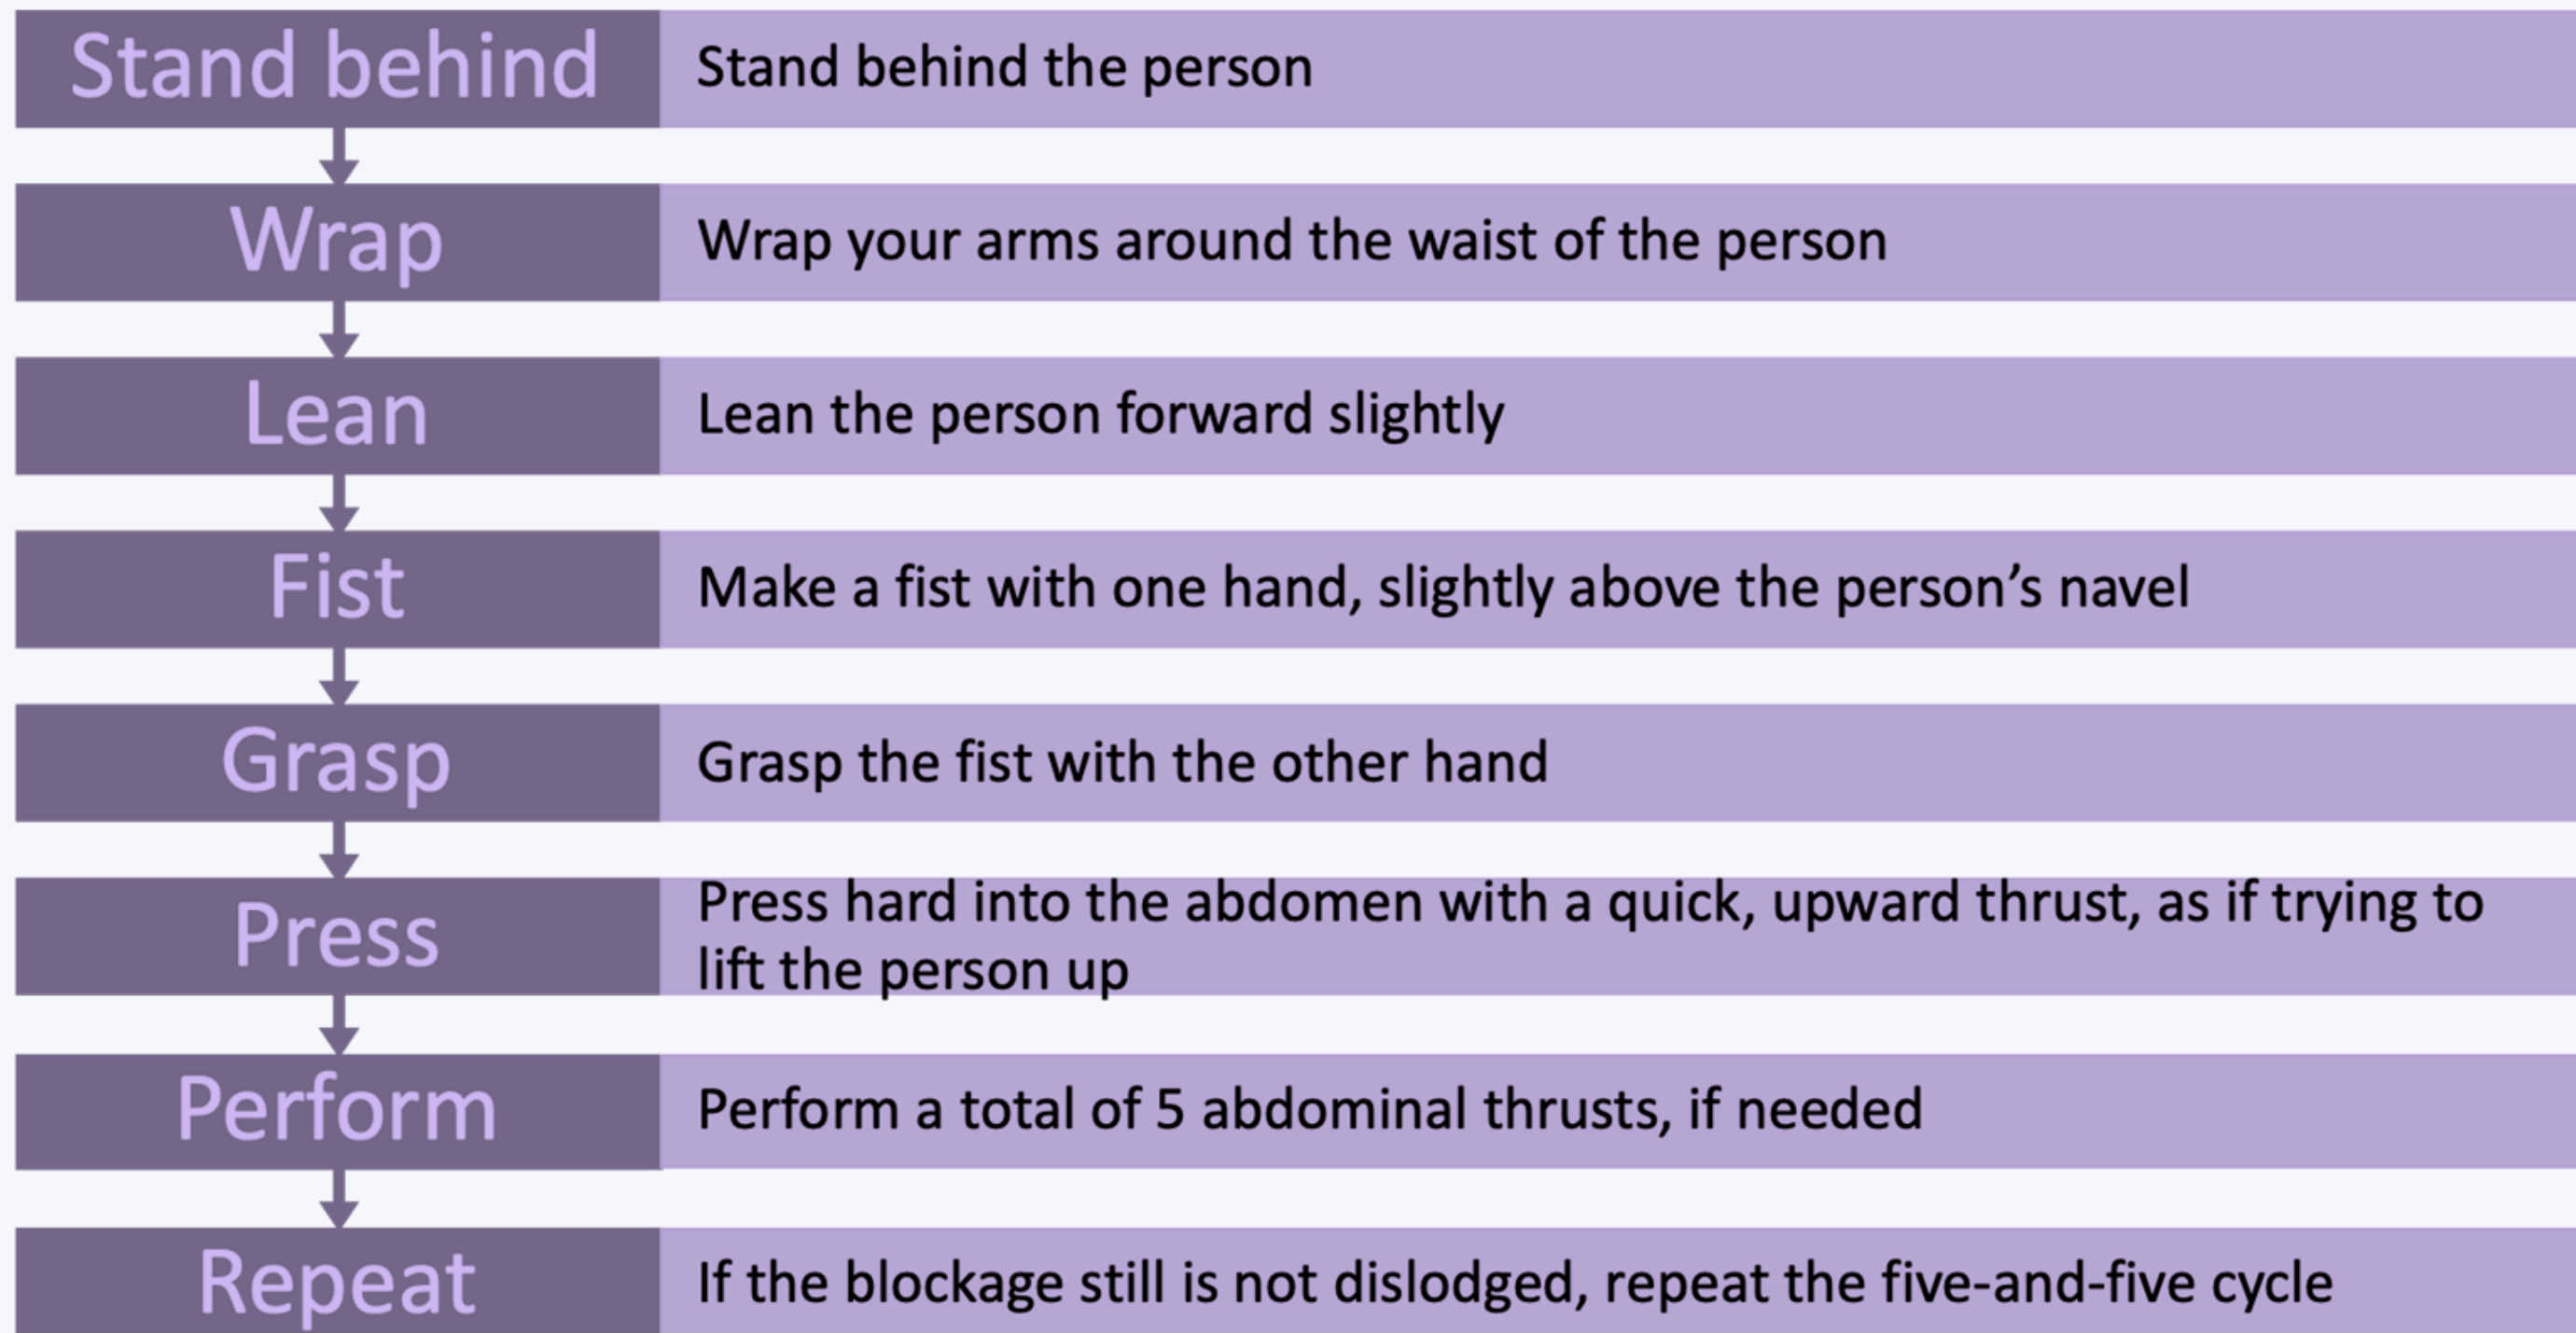 Stand behind
Stand behind the person
Wrap
Wrap your arms around the waist of the person
Lean
Lean the person forward slightly
Fist
Make a fist with one hand, slightly above the person’s navel
Grasp
Grasp the fist with the other hand
Press
Press hard into the abdomen with a quick, upward thrust, as if trying to
lift the person up
Perform
Perform a total of 5 abdominal thrusts, if needed
Repeat
If the blockage still is not dislodged, repeat the five-and-five cycle